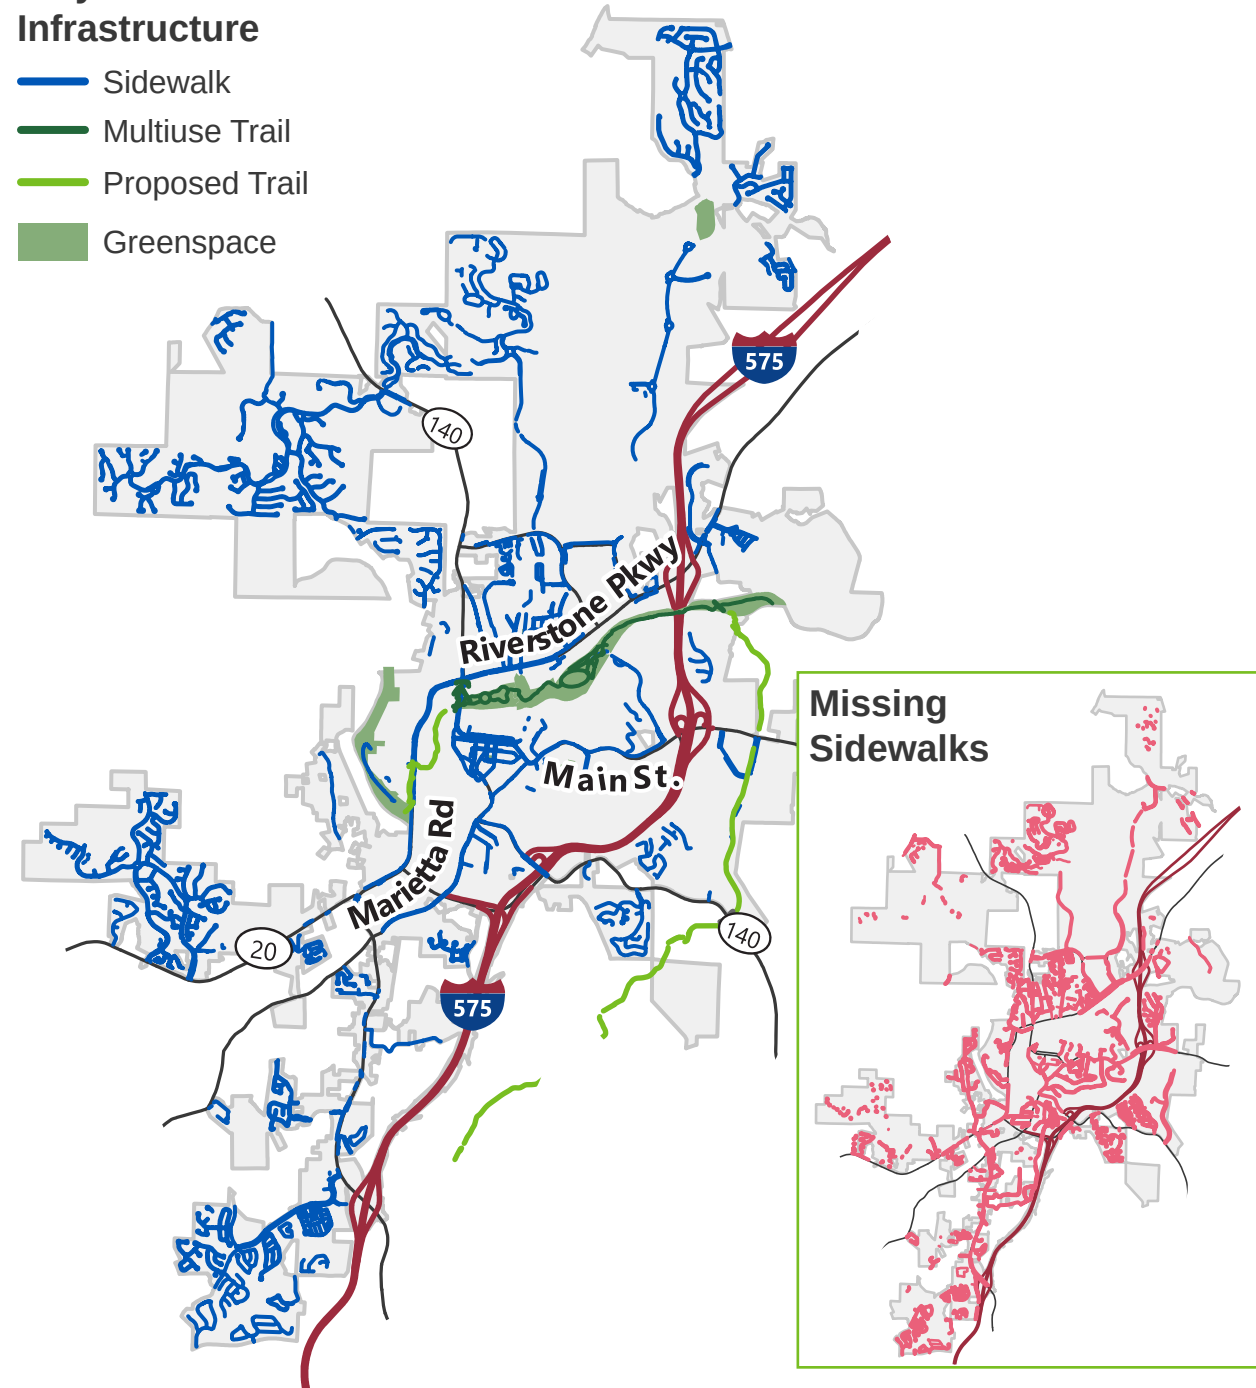 Infrastructure
Sidewalk
Multiuse Trail
Proposed Trail
Greenspace
575
140
Riverstone Pkwy
Main St.
Marietta Rd
20
140
575
Missing
Sidewalks